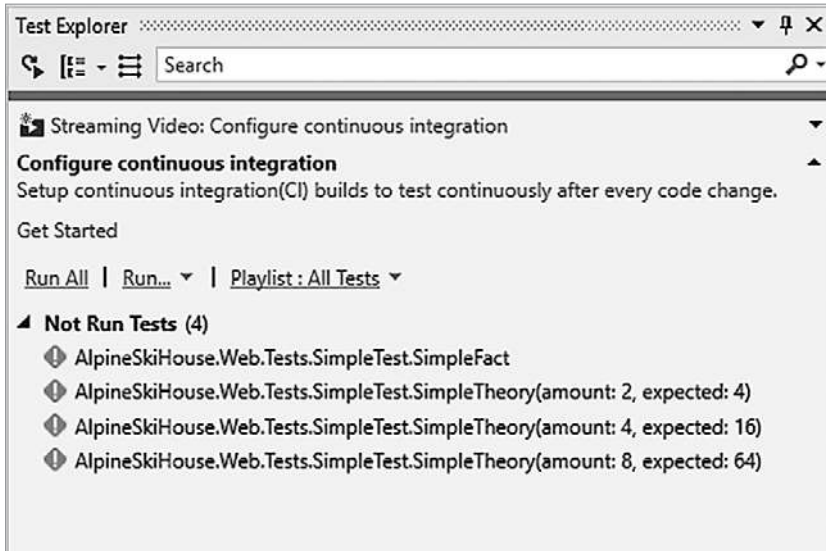 Test Explorer
Search
Streaming Video: Configure continuous integration
Configure continuous integration
Setup continuous integration(CI) builds to test continuously after every code change.
Get Started
Run All | Run... | Playlist : All Tests
Not Run Tests (4)
AlpineSkiHouse.Web.Tests.SimpleTest.SimpleFact
AlpineSkiHouse.Web.Tests.SimpleTest.SimpleTheory(amount: 2, expected: 4)
AlpineSkiHouse.Web.Tests.SimpleTest.SimpleTheory(amount: 4, expected: 16)
AlpineSkiHouse.Web.Tests.SimpleTest.SimpleTheory(amount: 8, expected: 64)